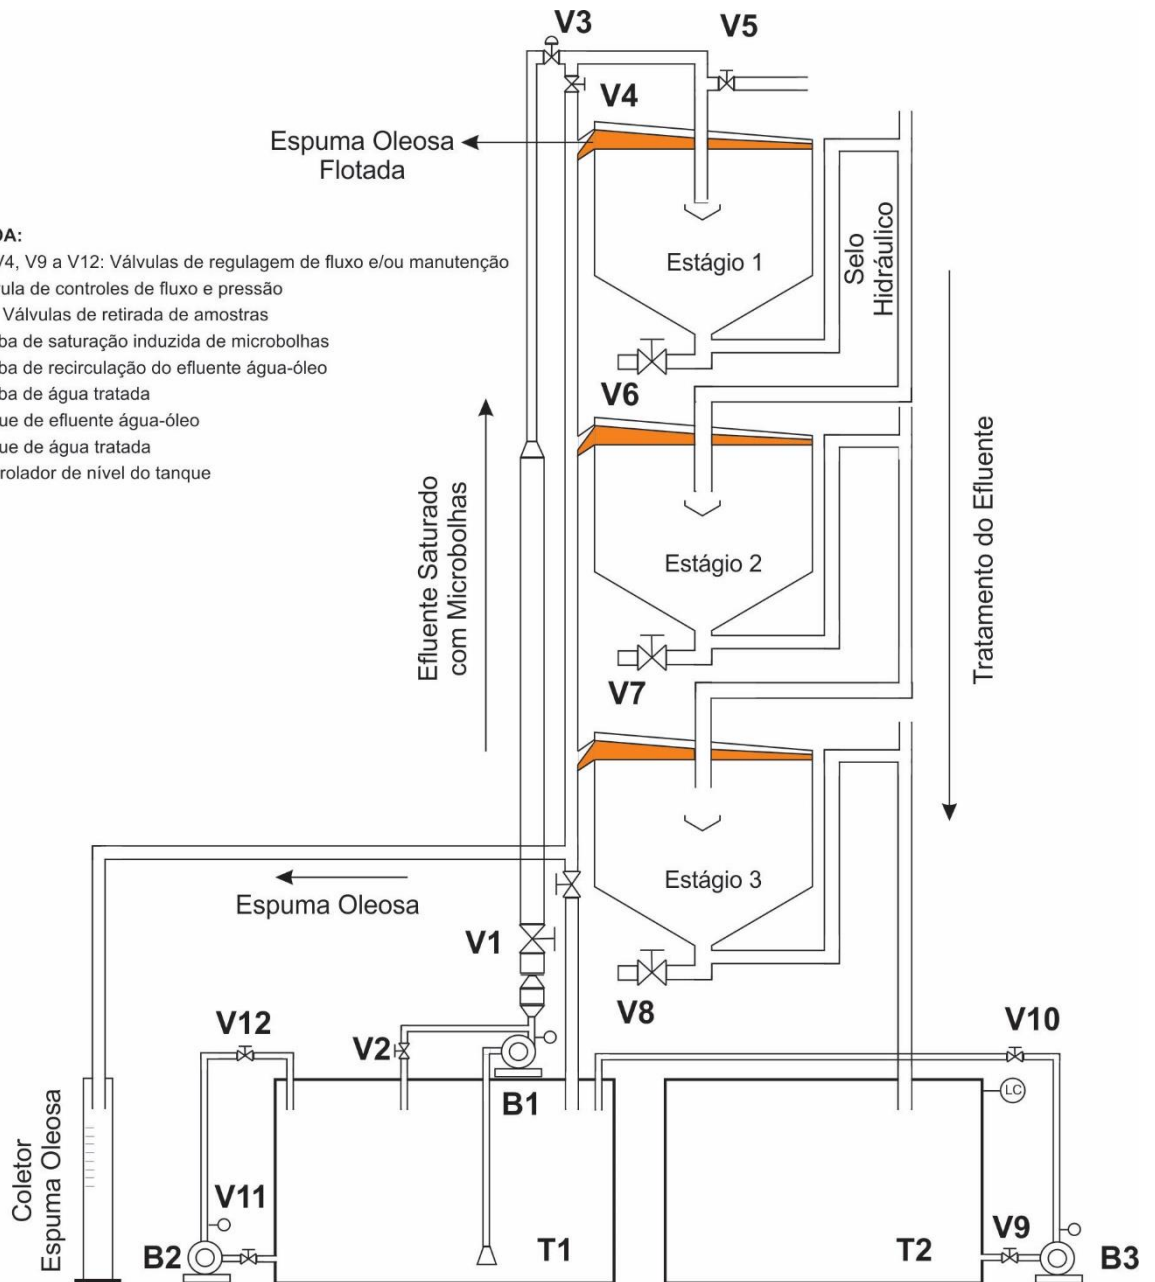 V3
V5
V4
Espuma Oleosa
Flotada
DA:
V4, V9 a V12: Válvulas de regulagem de fluxo e/ou manutenção
ula de controles de fluxo e pressão
Válvulas de retirada de amostras
ba de saturação induzida de microbolhas
ba de recirculação do efluente água-óleo
ba de água tratada
ue de efluente água-óleo
ue de água tratada
rolador de nível do tanque
Estágio 1
Selo
Hidráulico
V6
Efluente Saturado
com Microbolhas
Estágio 2
Tratamento do Efluente
V7
Estágio 3
Espuma Oleosa
V1
V8
V12
V2
V10
B1
LC
Coletor
Espuma Oleosa
V11
B2
T1
T2
V9
B3